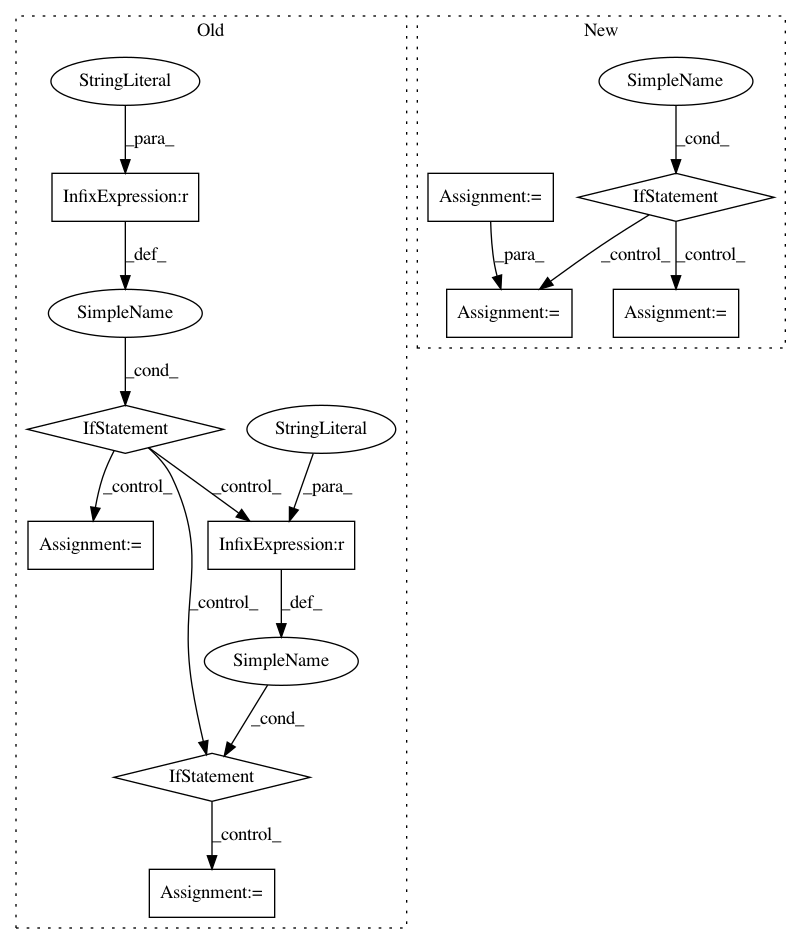 Old
New
StringLiteral
SimpleName
_para_
_cond_
InfixExpression:r
Assignment:=
IfStatement
_def_
_para_
_control_
_control_
SimpleName
Assignment:=
Assignment:=
_cond_
IfStatement
StringLiteral
_control_
_control_
_para_
Assignment:=
InfixExpression:r
_control_
_def_
SimpleName
_cond_
IfStatement
_control_
Assignment:=